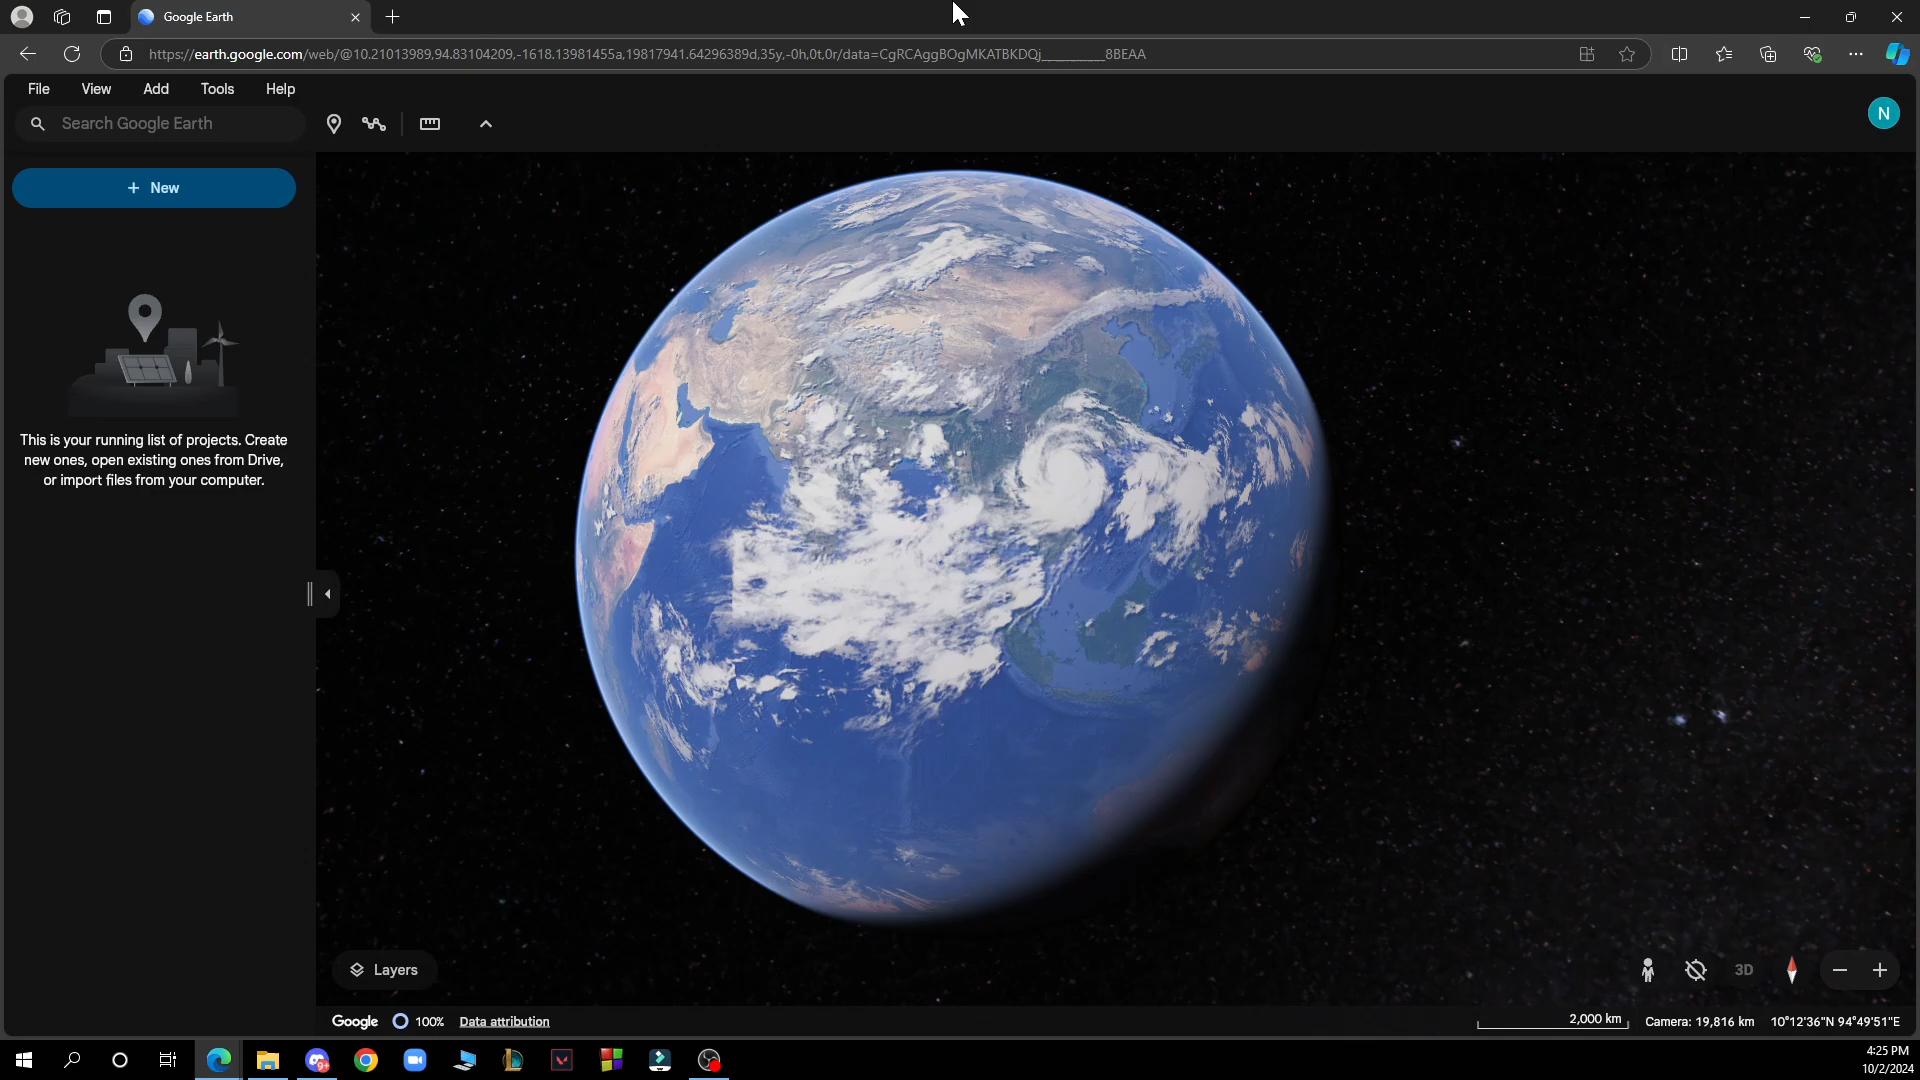 Google Earth
https://earth.google.com/web/@10.21013989,94.83104209,-1618.13981455a,19817941.64296389d,35y,-0h,0t,0r/data=CgRCAggBOgMKATBKDQj___________8BEAA
File View Add Tools Help
Search Google Earth
N
+ New
This is your running list of projects. Create
new ones, open existing ones from Drive,
or import files from your computer.
Layers
3D
Google 100% Data attribution
2,000 km Camera: 19,816 km 10°12'36"N 94°49'51"E
9+
4:25 PM
10/2/2024